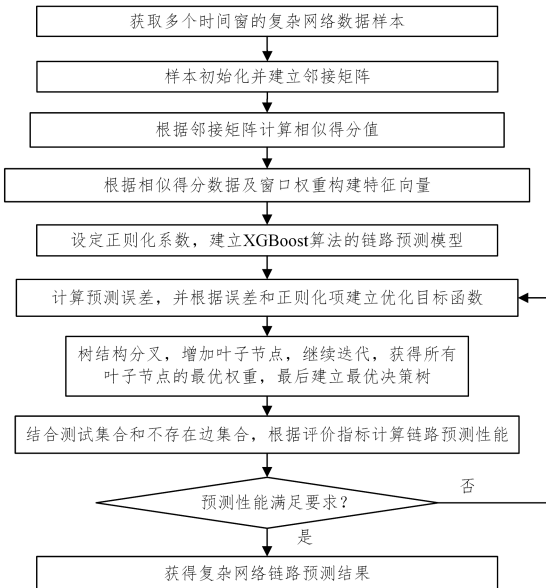 获取多个时间窗的复杂网络数据样本
样本初始化并建立邻接矩阵
根据邻接矩阵计算相似得分值
根据相似得分数据及窗口权重构建特征向量
设定正则化系数，建立XGBoost算法的链路预测模型
计算预测误差，并根据误差和正则化项建立优化目标函数
树结构分叉，增加叶子节点，继续迭代，获得所有
叶子节点的最优权重，最后建立最优决策树
结合测试集合和不存在边集合，根据评价指标计算链路预测性能
预测性能满足要求？
否
是
获得复杂网络链路预测结果